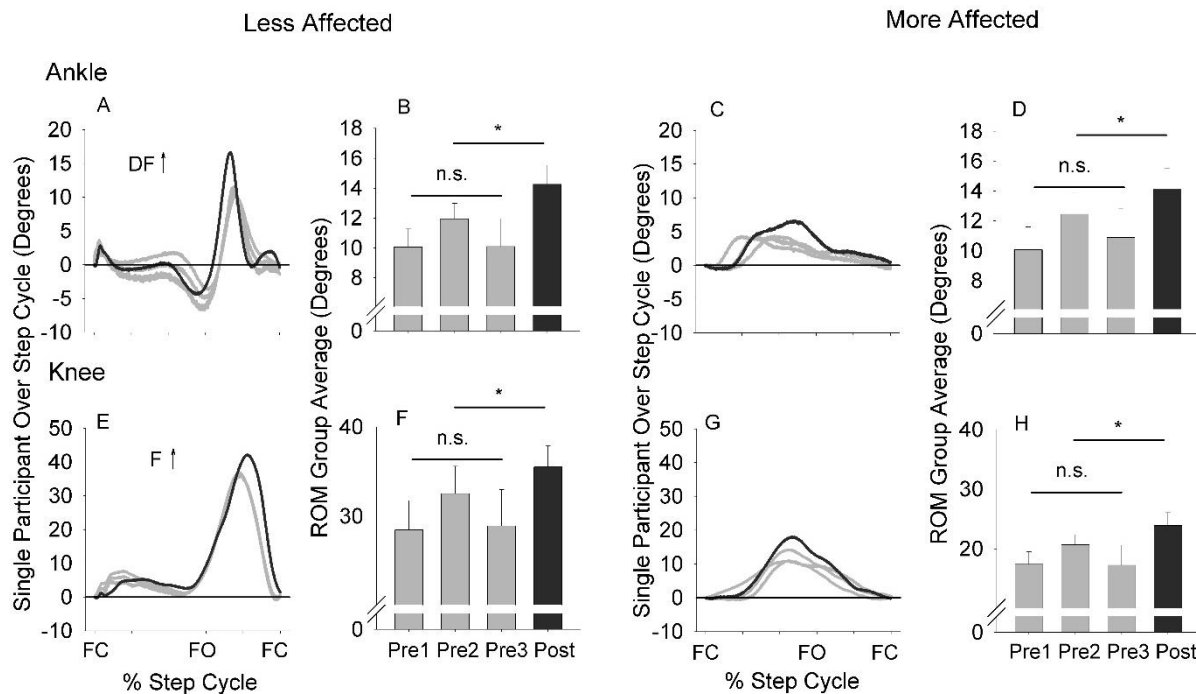 Less Affected
More Affected
Ankle
A
20
15
10
5
0
-5
-10
DF ↑
B
18
16
14
12
10
8
0
n.s.
*
C
20
15
10
5
0
-5
-10
D
18
16
14
12
10
8
0
n.s.
*
Knee
E
50
40
30
20
10
0
-10
F ↑
FC
FO
FC
% Step Cycle
F
40
30
0
n.s.
*
Pre1 Pre2 Pre3 Post
G
50
40
30
20
10
0
-10
FC
FO
FC
% Step Cycle
H
40
30
20
0
n.s.
*
Pre1 Pre2 Pre3 Post
Single Participant Over Step Cycle (Degrees)
ROM Group Average (Degrees)
Single Participant Over Step Cycle (Degrees)
ROM Group Average (Degrees)